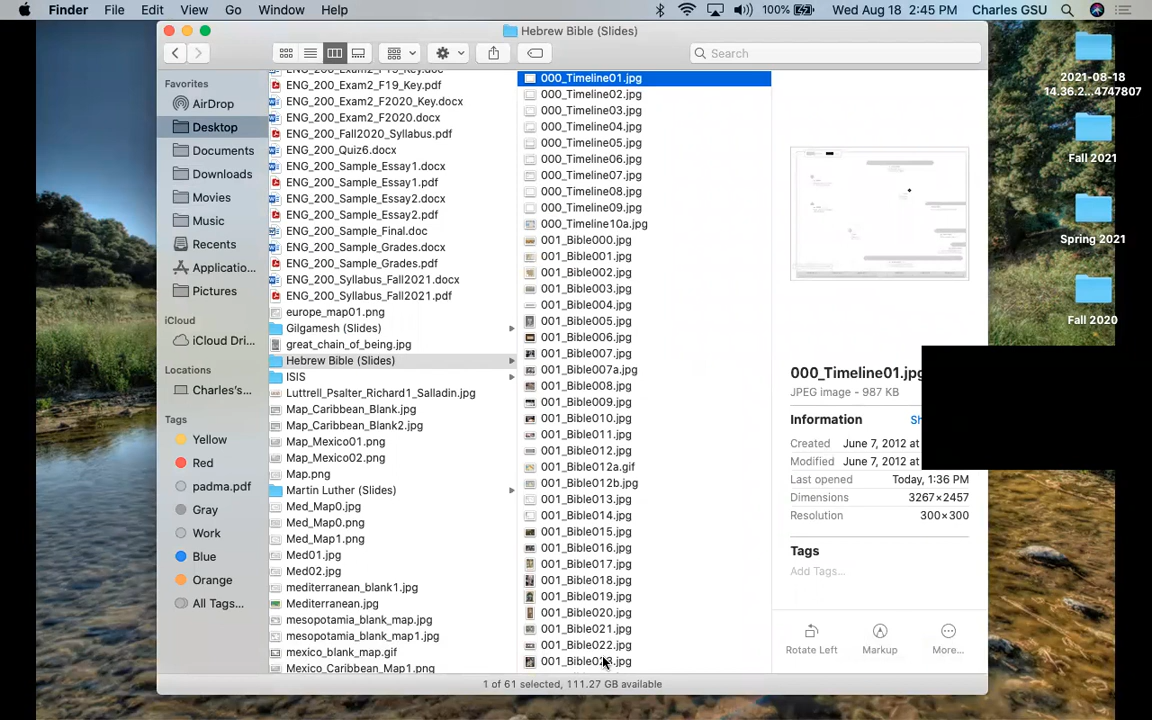 Finder File Edit View Go Window Help 100% Wed Aug 18 2:45 PM Charles GSU
Hebrew Bible (Slides)
Search
Favorites
AirDrop
Desktop
Documents
Downloads
Movies
Music
Recents
Applicatio...
Pictures
iCloud
iCloud Dri...
Locations
Charles's...
Tags
Yellow
Red
padma.pdf
Gray
Work
Blue
Orange
All Tags...
ENG_200_Exam2_F19_Key.doc
ENG_200_Exam2_F19_Key.pdf
ENG_200_Exam2_F2020_Key.docx
ENG_200_Exam2_F2020.docx
ENG_200_Fall2020_Syllabus.pdf
ENG_200_Quiz6.docx
ENG_200_Sample_Essay1.docx
ENG_200_Sample_Essay1.pdf
ENG_200_Sample_Essay2.docx
ENG_200_Sample_Essay2.pdf
ENG_200_Sample_Final.doc
ENG_200_Sample_Grades.docx
ENG_200_Sample_Grades.pdf
ENG_200_Syllabus_Fall2021.docx
ENG_200_Syllabus_Fall2021.pdf
europe_map01.png
Gilgamesh (Slides)
great_chain_of_being.jpg
Hebrew Bible (Slides)
ISIS
Luttrell_Psalter_Richard1_Salladin.jpg
Map_Caribbean_Blank.jpg
Map_Caribbean_Blank2.jpg
Map_Mexico01.png
Map_Mexico02.png
Map.png
Martin Luther (Slides)
Med_Map0.jpg
Med_Map0.png
Med_Map1.png
Med01.jpg
Med02.jpg
mediterranean_blank1.jpg
Mediterranean.jpg
mesopotamia_blank_map.jpg
mesopotamia_blank_map1.jpg
mexico_blank_map.gif
Mexico_Caribbean_Map1.png
000_Timeline01.jpg
000_Timeline02.jpg
000_Timeline03.jpg
000_Timeline04.jpg
000_Timeline05.jpg
000_Timeline06.jpg
000_Timeline07.jpg
000_Timeline08.jpg
000_Timeline09.jpg
000_Timeline10a.jpg
001_Bible000.jpg
001_Bible001.jpg
001_Bible002.jpg
001_Bible003.jpg
001_Bible004.jpg
001_Bible005.jpg
001_Bible006.jpg
001_Bible007.jpg
001_Bible007a.jpg
001_Bible008.jpg
001_Bible009.jpg
001_Bible010.jpg
001_Bible011.jpg
001_Bible012.jpg
001_Bible012a.gif
001_Bible012b.jpg
001_Bible013.jpg
001_Bible014.jpg
001_Bible015.jpg
001_Bible016.jpg
001_Bible017.jpg
001_Bible018.jpg
001_Bible019.jpg
001_Bible020.jpg
001_Bible021.jpg
001_Bible022.jpg
001_Bible023.jpg
000_Timeline01.jpg
JPEG image - 987 KB
Information Sh
Created June 7, 2012 at
Modified June 7, 2012 at
Last opened Today, 1:36 PM
Dimensions 3267×2457
Resolution 300×300
Tags
Add Tags...
Rotate Left Markup More...
1 of 61 selected, 111.27 GB available
2021-08-18
14.36.2...4747807
Fall 2021
Spring 2021
Fall 2020